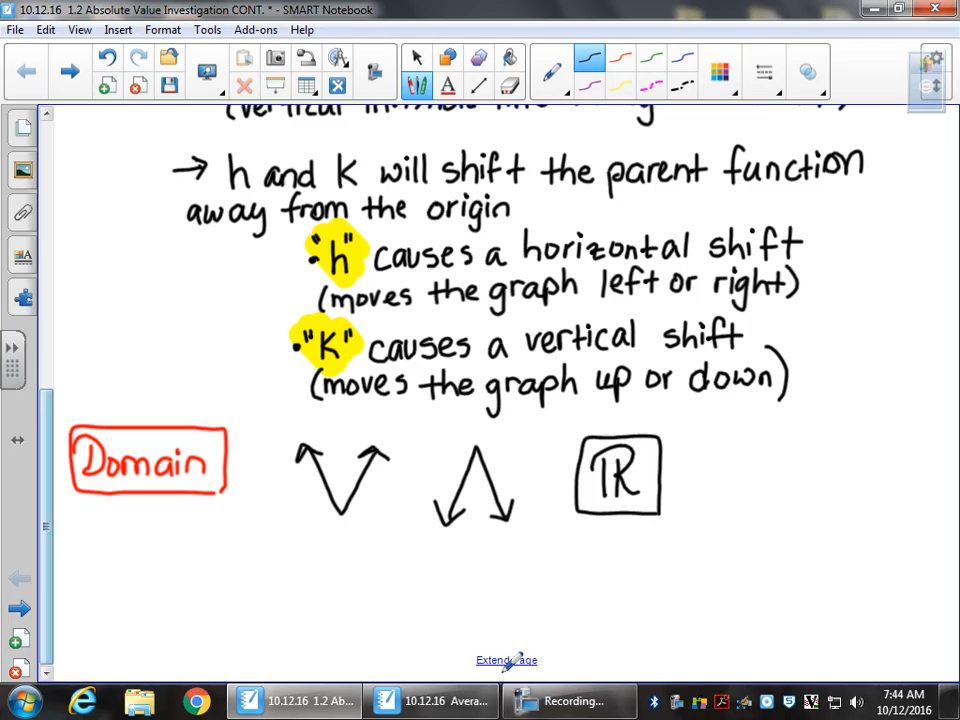 10.12.16 1.2 Absolute Value Investigation CONT. * - SMART Notebook
File Edit View Insert Format Tools Add-ons Help
(vertical
→ h and K will shift the parent function
away from the origin
• "h" causes a horizontal shift
(moves the graph left or right)
• "K" causes a vertical shift
(moves the graph up or down)
Domain
ℝ
Extend Page
10.12.16 1.2 Ab...
10.12.16 Avera...
Recording...
7:44 AM
10/12/2016